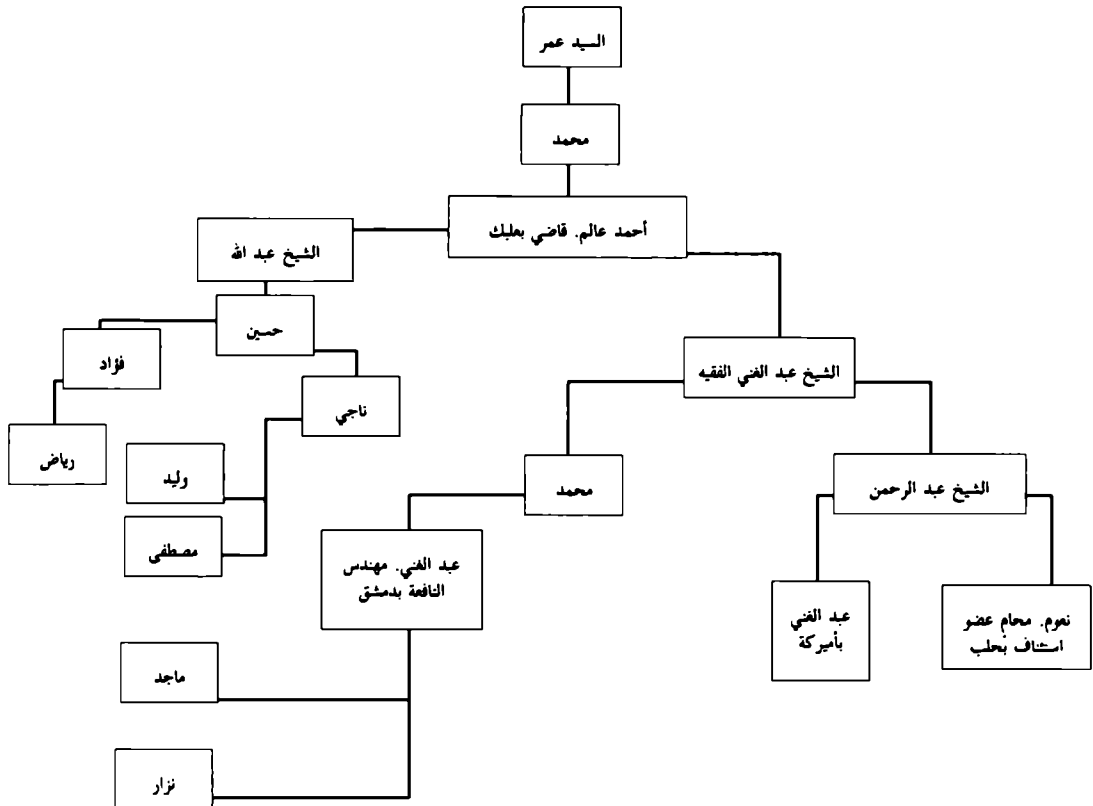 السيد عمر
محمد
أحمد عالم. قاضي بعلبك
الشيخ عبد الله
حسين
فؤاد
الشيخ عبد الغني الفقيه
ناجي
رياض
وليد
محمد
الشيخ عبد الرحمن
مصطفى
عبد الغني. مهندس
النافعة بدمشق
عبد الغني
بأميركة
نعوم. محام عضو
استئناف بحلب
ماجد
نزار